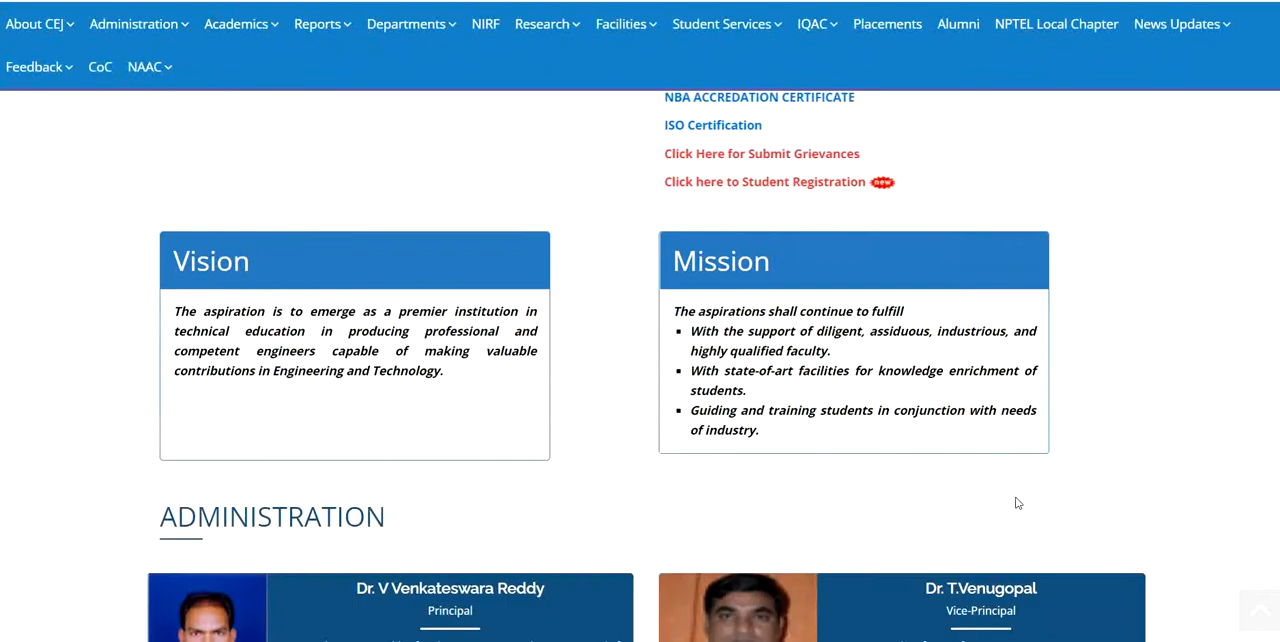 About CEJ Administration Academics Reports Departments NIRF Research Facilities Student Services IQAC Placements Alumni NPTEL Local Chapter News Updates
Feedback CoC NAAC
NBA ACCREDATION CERTIFICATE
ISO Certification
Click Here for Submit Grievances
Click here to Student Registration new
Vision
The aspiration is to emerge as a premier institution in
technical education in producing professional and
competent engineers capable of making valuable
contributions in Engineering and Technology.
Mission
The aspirations shall continue to fulfill
With the support of diligent, assiduous, industrious, and
highly qualified faculty.
With state-of-art facilities for knowledge enrichment of
students.
Guiding and training students in conjunction with needs
of industry.
ADMINISTRATION
Dr. V Venkateswara Reddy
Principal
Dr. T.Venugopal
Vice-Principal